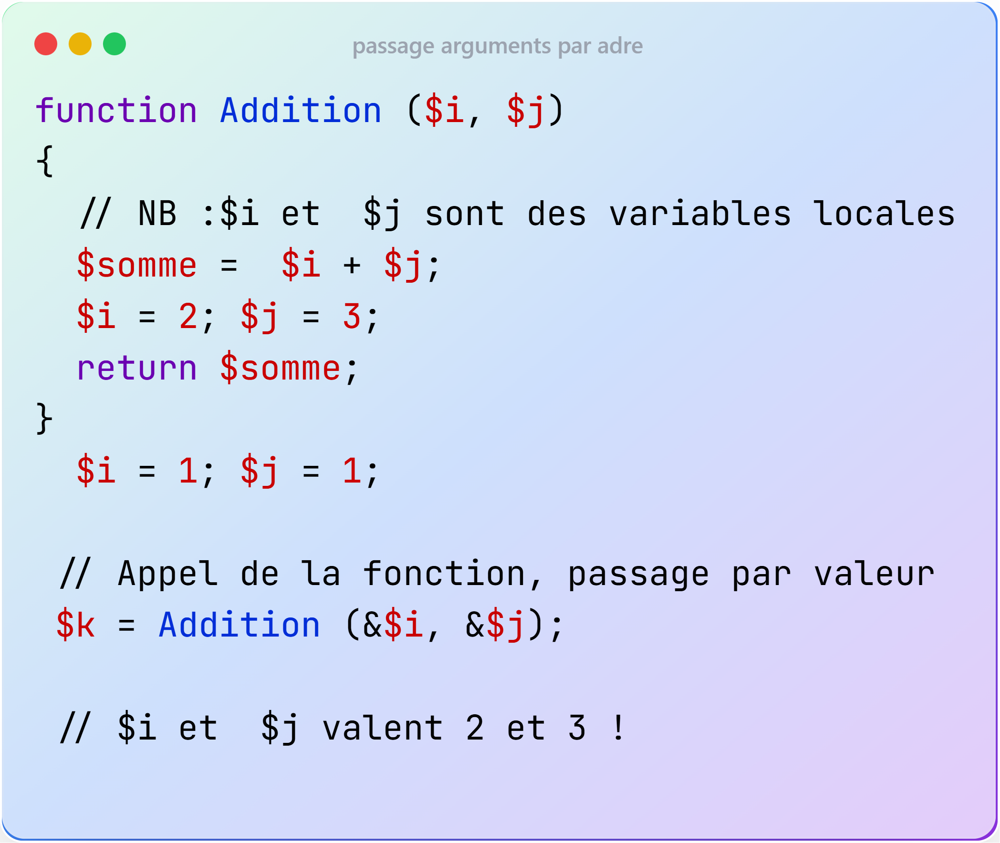 passage arguments par adre
function Addition ($i, $j)
{
// NB :$i et  $j sont des variables locales
$somme =  $i + $j;
$i = 2; $j = 3;
return $somme;
}
$i = 1; $j = 1;
// Appel de la fonction, passage par valeur
$k = Addition (&$i, &$j);
// $i et  $j valent 2 et 3 !